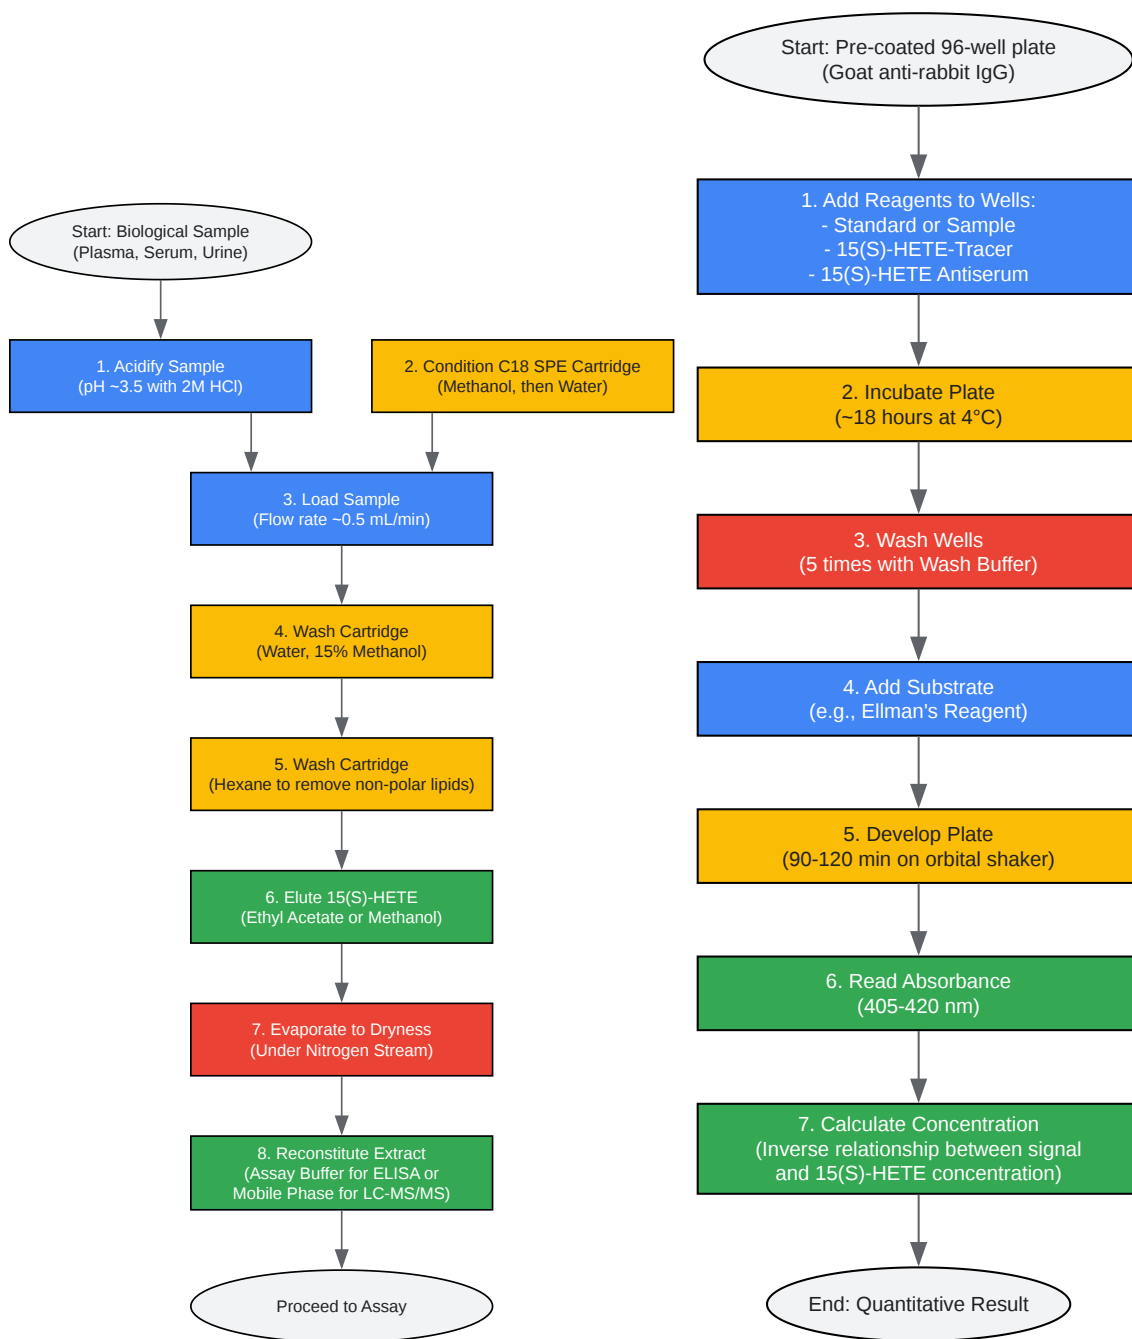 Start: Biological Sample
(Plasma, Serum, Urine)
1. Acidify Sample
(pH ~3.5 with 2M HCl)
2. Condition C18 SPE Cartridge
(Methanol, then Water)
3. Load Sample
(Flow rate ~0.5 mL/min)
4. Wash Cartridge
(Water, 15% Methanol)
5. Wash Cartridge
(Hexane to remove non-polar lipids)
6. Elute 15(S)-HETE
(Ethyl Acetate or Methanol)
7. Evaporate to Dryness
(Under Nitrogen Stream)
8. Reconstitute Extract
(Assay Buffer for ELISA or
Mobile Phase for LC-MS/MS)
Proceed to Assay
Start: Pre-coated 96-well plate
(Goat anti-rabbit IgG)
1. Add Reagents to Wells:
- Standard or Sample
- 15(S)-HETE-Tracer
- 15(S)-HETE Antiserum
2. Incubate Plate
(~18 hours at 4°C)
3. Wash Wells
(5 times with Wash Buffer)
4. Add Substrate
(e.g., Ellman's Reagent)
5. Develop Plate
(90-120 min on orbital shaker)
6. Read Absorbance
(405-420 nm)
7. Calculate Concentration
(Inverse relationship between signal
and 15(S)-HETE concentration)
End: Quantitative Result